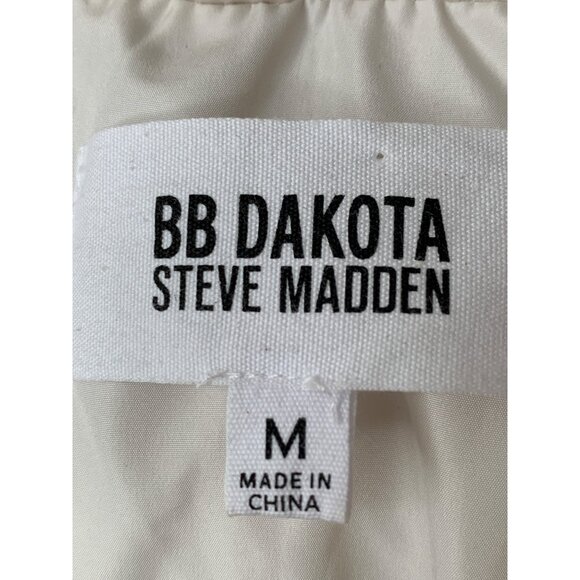 BB DAKOTA
STEVE MADDEN
M
MADE IN
CHINA